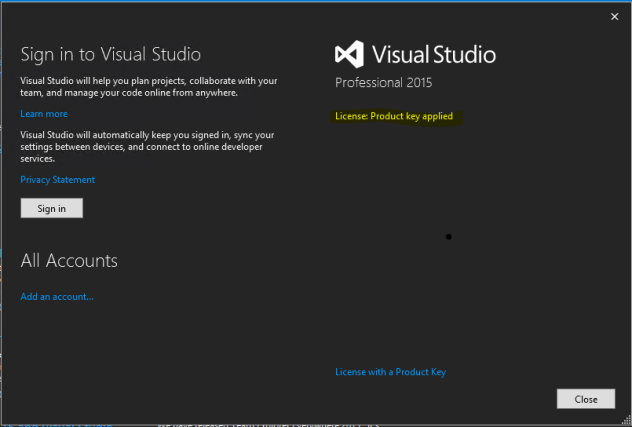 Sign in to Visual Studio
Visual Studio will help you plan projects, collaborate with your
team, and manage your code online from anywhere.
Learn more
Visual Studio will automatically keep you signed in, sync your
settings between devices, and connect to online developer
services.
Privacy Statement
Sign in
All Accounts
Add an account...
Visual Studio
Professional 2015
License: Product key applied
License with a Product Key
Close